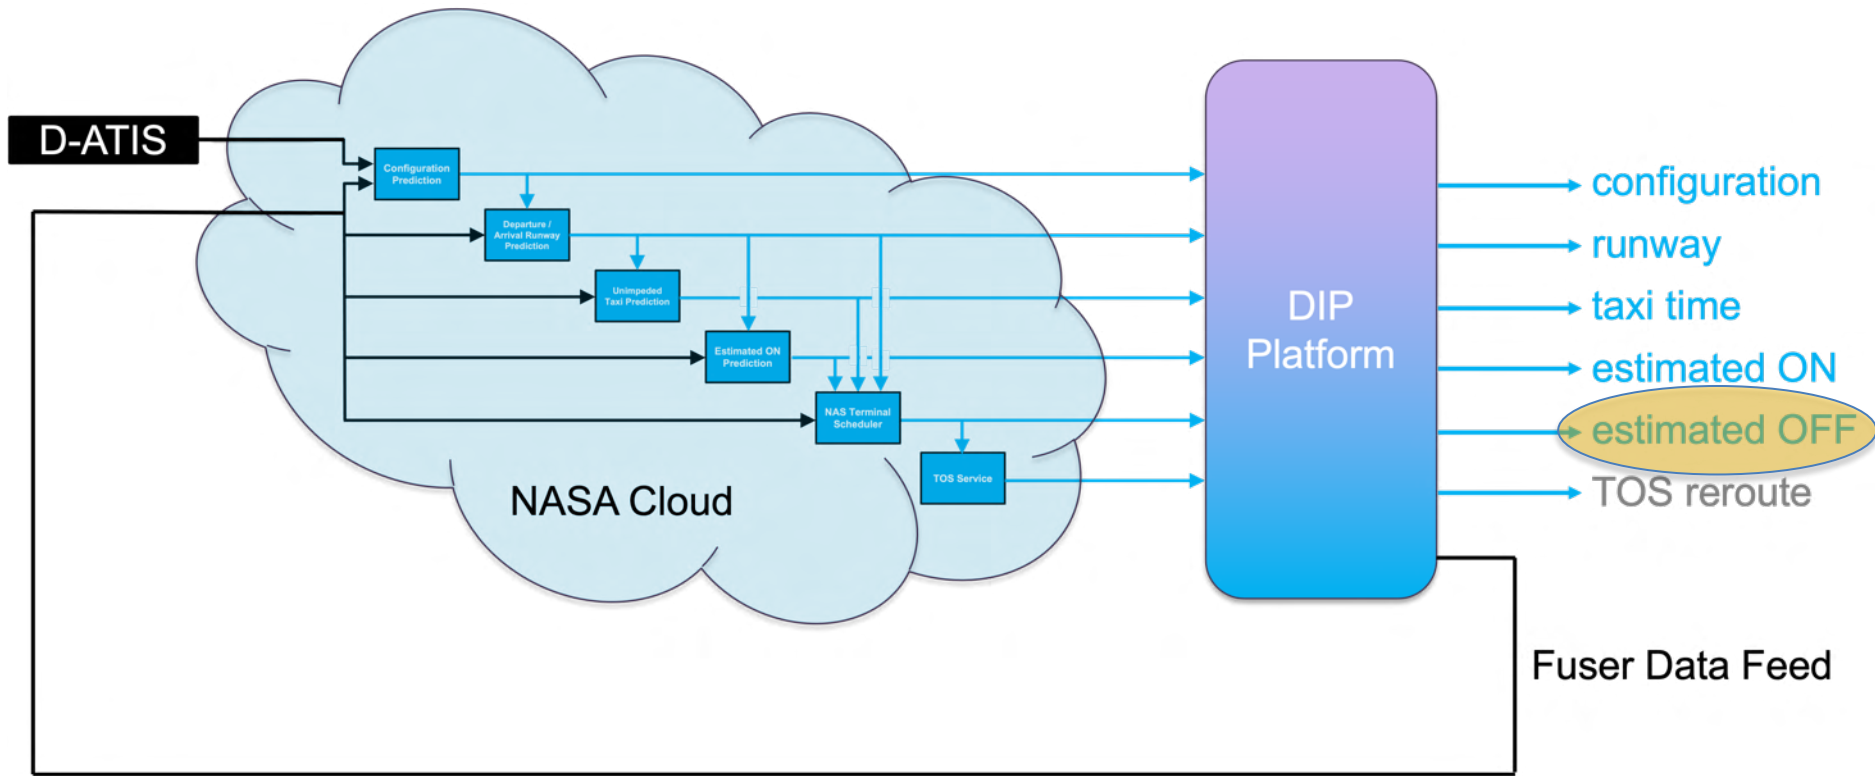 D-ATIS
Configuration
Prediction
Departure /
Arrival Runway
Prediction
Unimpeded
Taxi Prediction
Estimated ON
Prediction
NAS Terminal
Scheduler
TOS Service
NASA Cloud
DIP
Platform
configuration
runway
taxi time
estimated ON
estimated OFF
TOS reroute
Fuser Data Feed